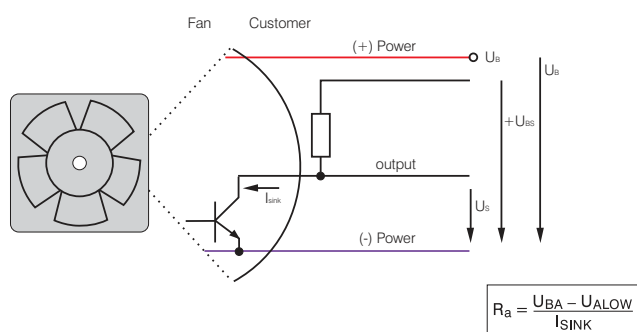 Fan Customer
(+) Power
UB
UB
+UBS
output
Isink
US
(-) Power
Ra = UBA – UALOW / ISINK